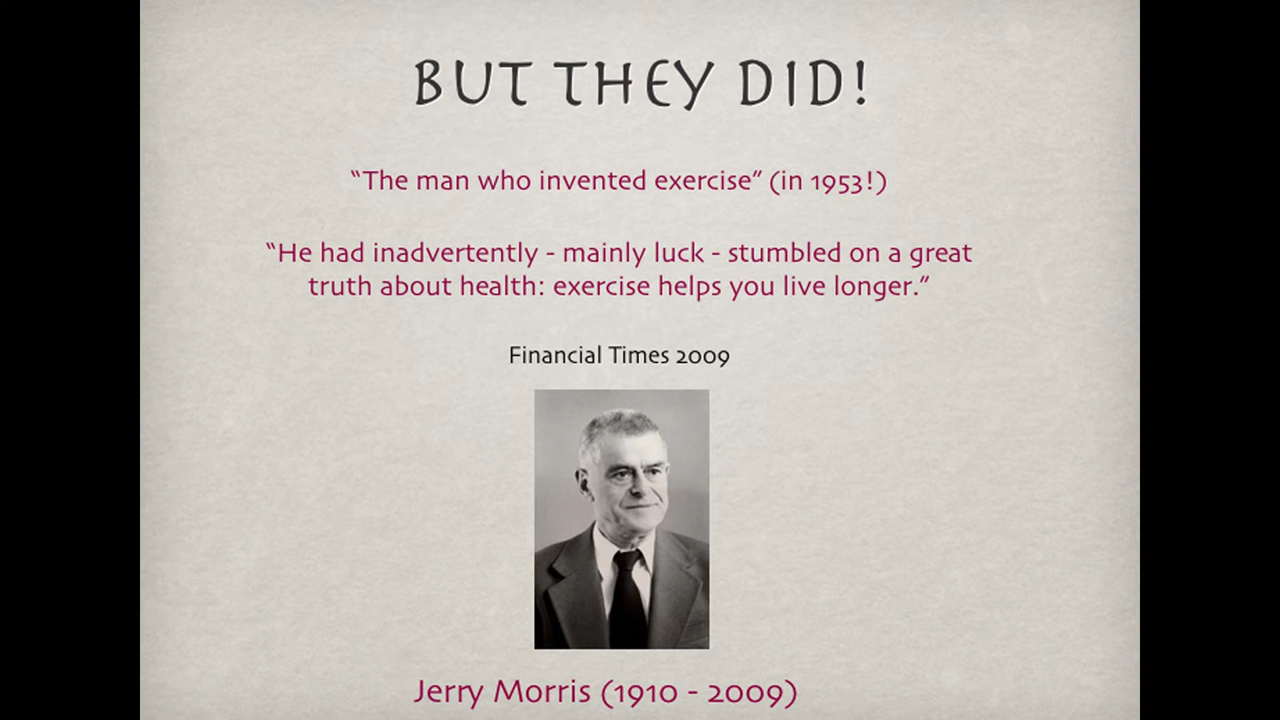 BUT THEY DID!
“The man who invented exercise” (in 1953!)
“He had inadvertently - mainly luck - stumbled on a great
truth about health: exercise helps you live longer.”
Financial Times 2009
Jerry Morris (1910 - 2009)